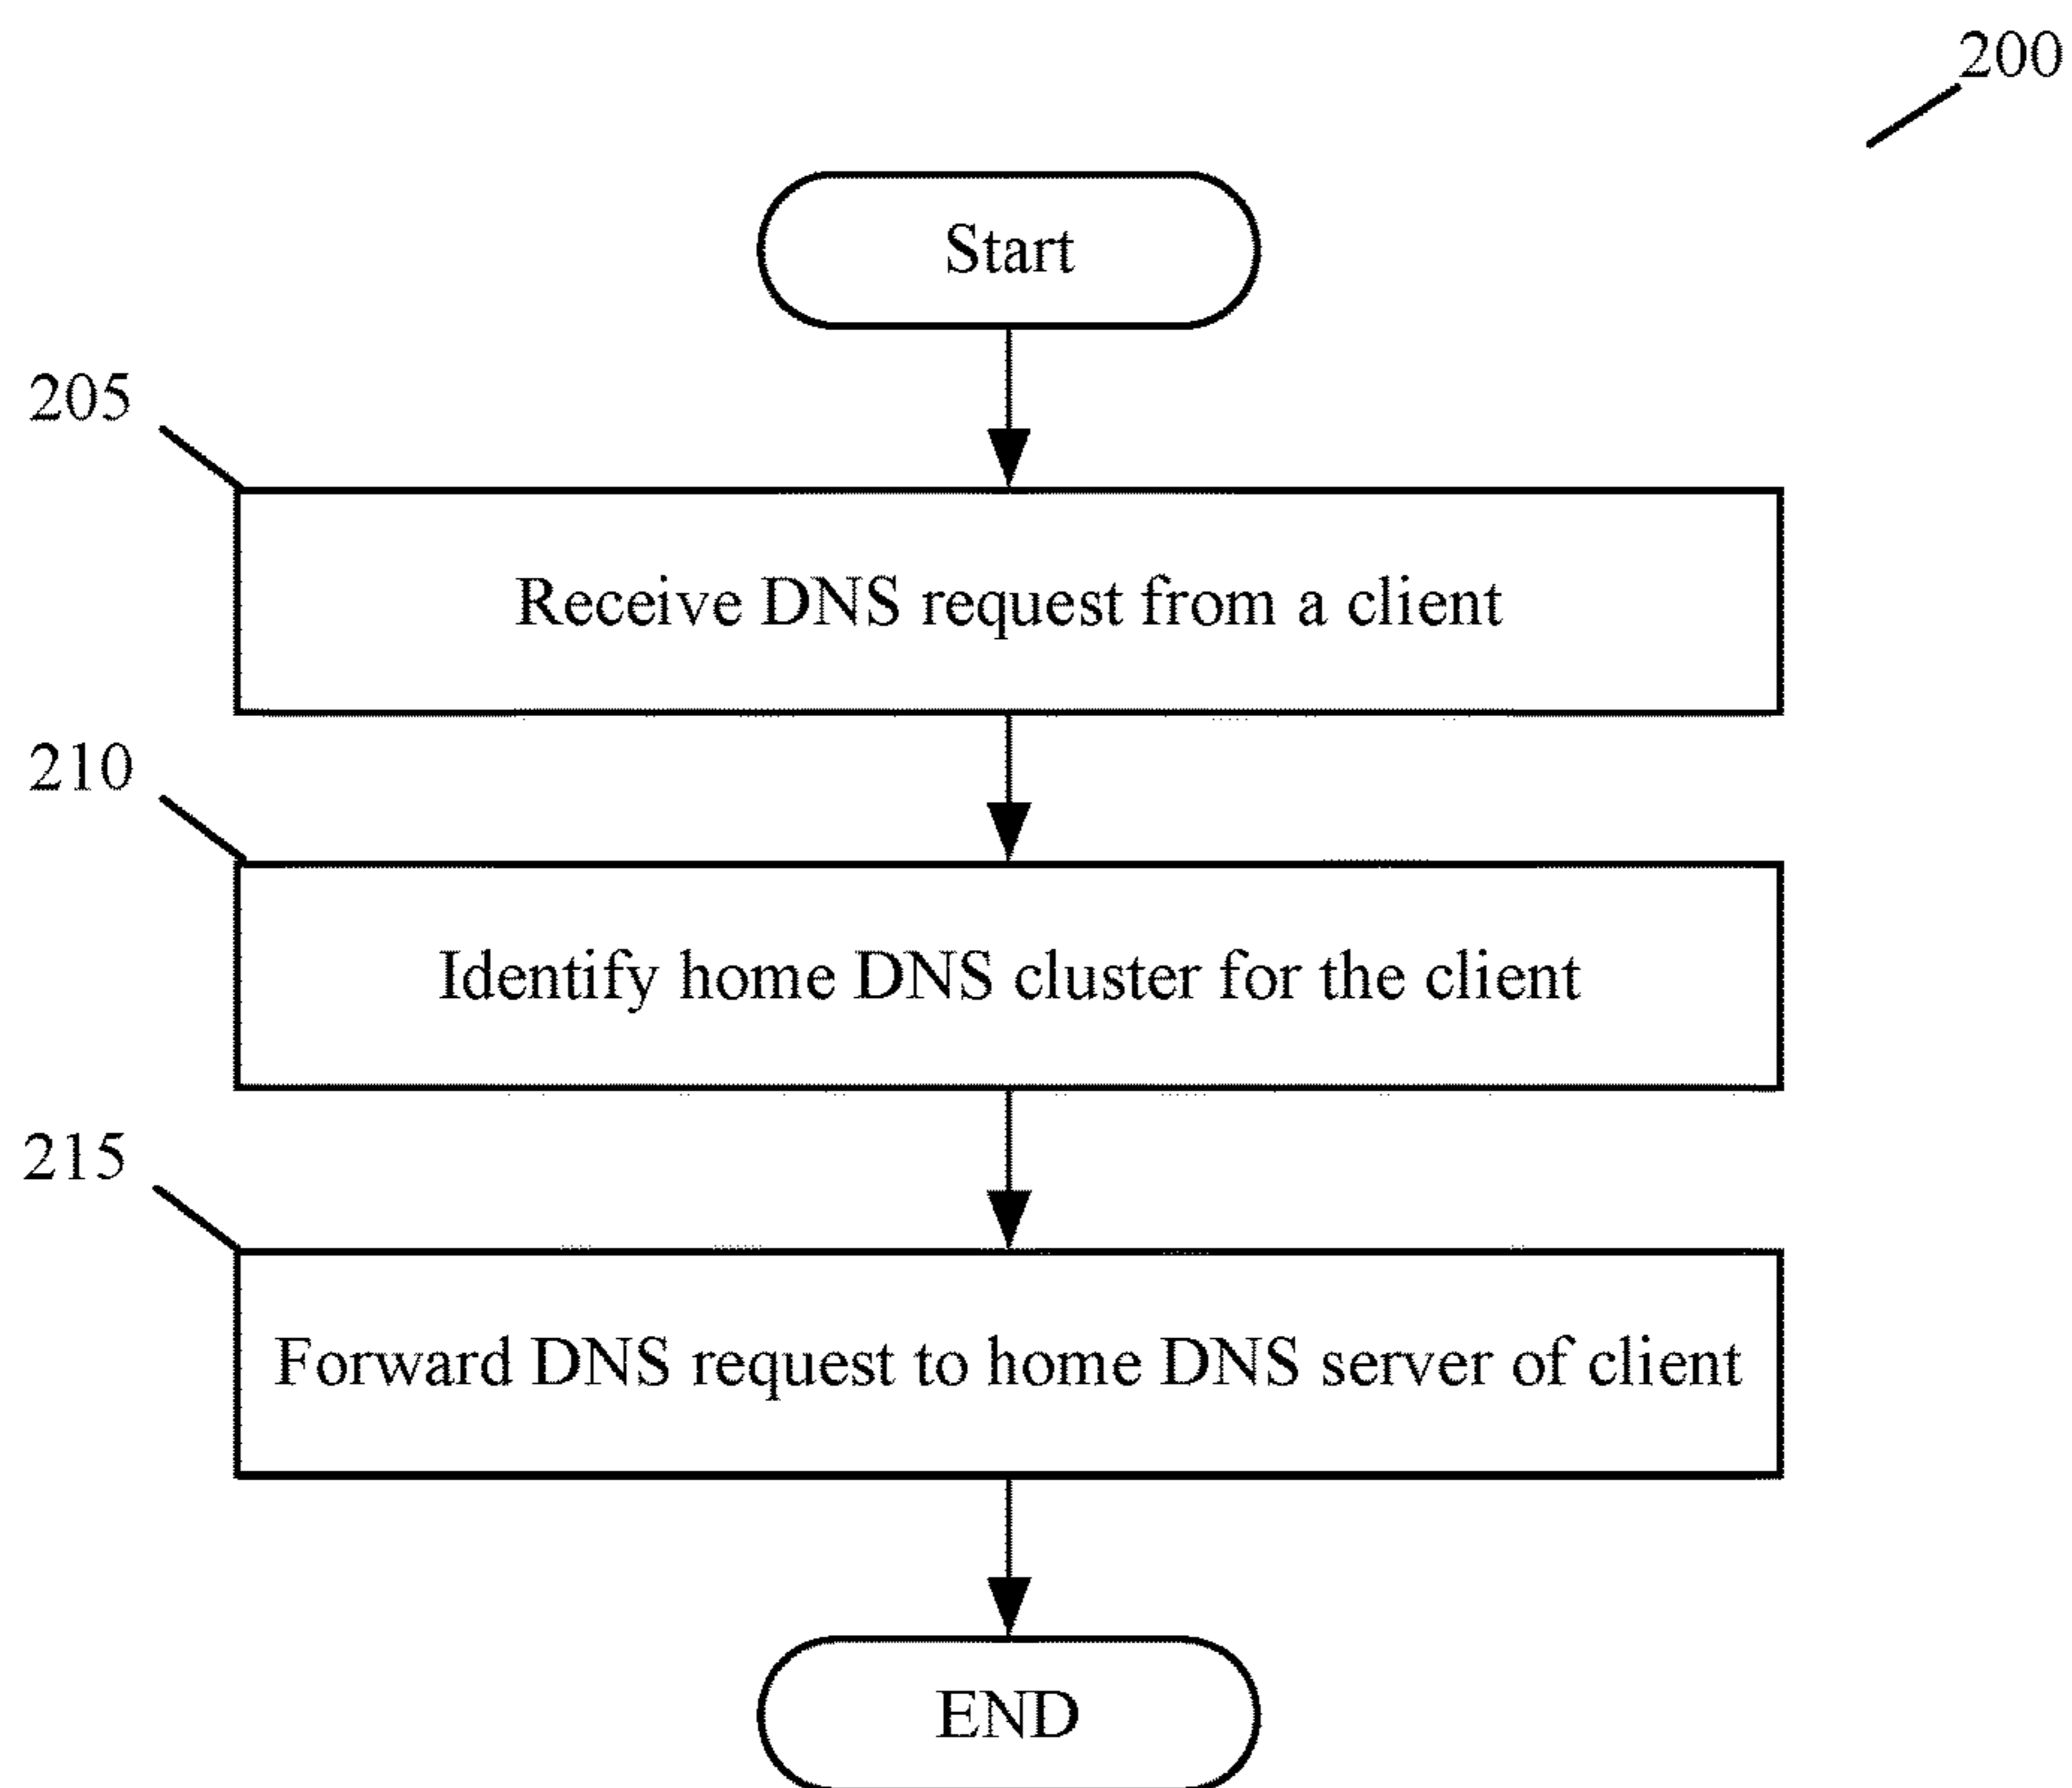 200
Start
205
Receive DNS request from a client
210
Identify home DNS cluster for the client
215
Forward DNS request to home DNS server of client
END